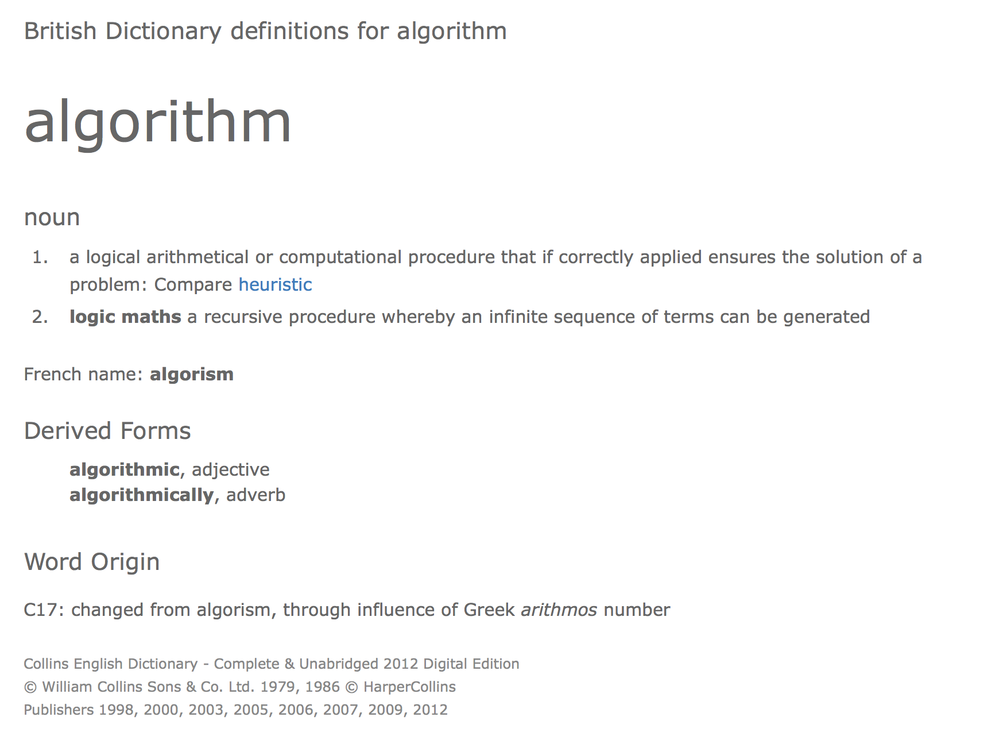 British Dictionary definitions for algorithm
algorithm
noun
1. a logical arithmetical or computational procedure that if correctly applied ensures the solution of a
problem: Compare heuristic
2. logic maths a recursive procedure whereby an infinite sequence of terms can be generated
French name: algorism
Derived Forms
algorithmic, adjective
algorithmically, adverb
Word Origin
C17: changed from algorism, through influence of Greek arithmos number
Collins English Dictionary - Complete & Unabridged 2012 Digital Edition
© William Collins Sons & Co. Ltd. 1979, 1986 © HarperCollins
Publishers 1998, 2000, 2003, 2005, 2006, 2007, 2009, 2012